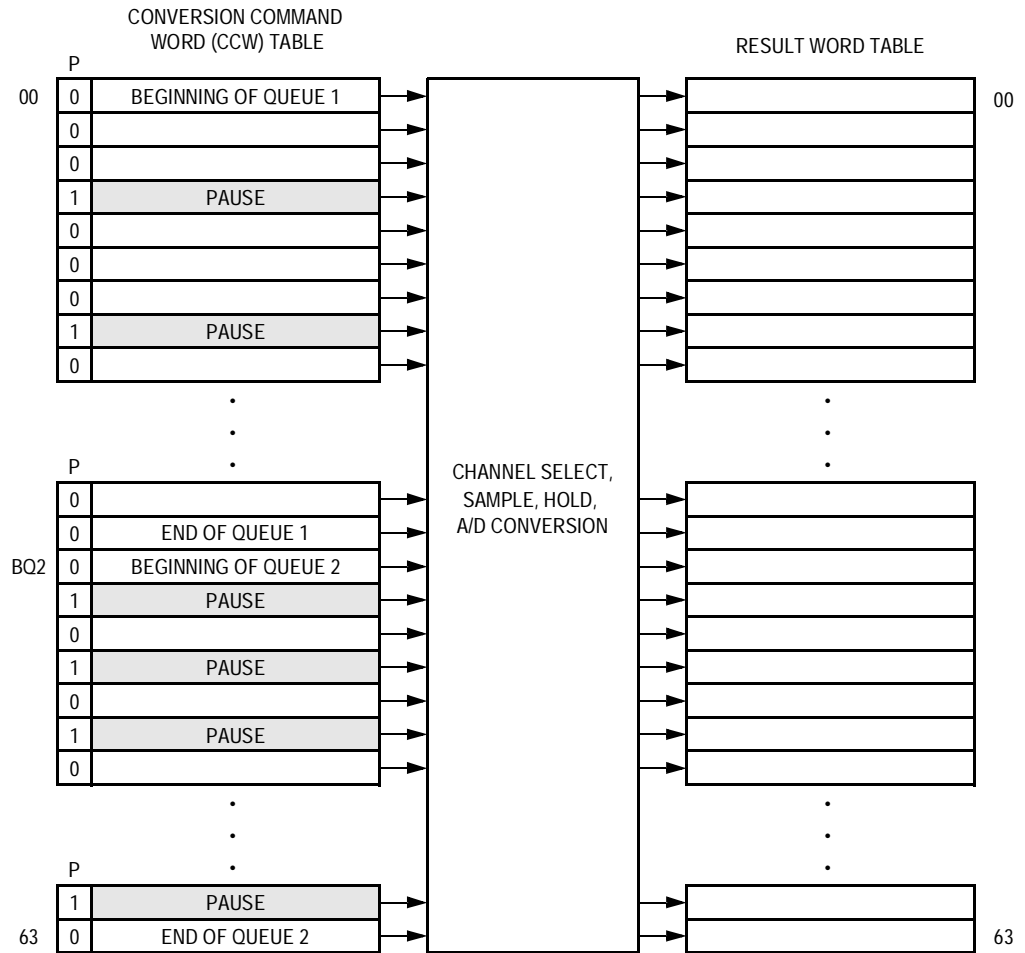 CONVERSION COMMAND
WORD (CCW) TABLE
RESULT WORD TABLE
P
00 0 BEGINNING OF QUEUE 1 00
0
0
1 PAUSE
0
0
0
1 PAUSE
0
P
0
0 END OF QUEUE 1
BQ2 0 BEGINNING OF QUEUE 2
1 PAUSE
0
1 PAUSE
0
1 PAUSE
0
CHANNEL SELECT,
SAMPLE, HOLD,
A/D CONVERSION
P
1 PAUSE
63 0 END OF QUEUE 2 63